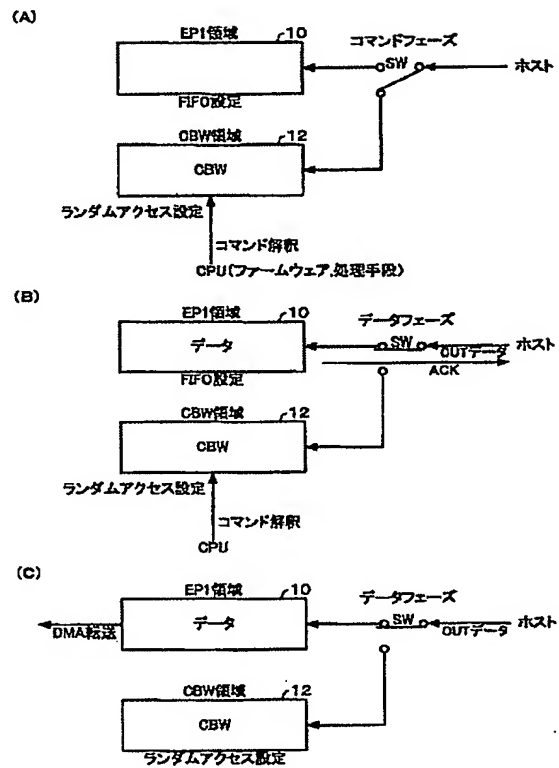 (A)
EP1領域 10
コマンドフェーズ
SW
ホスト
FIFO設定
CBW領域 12
CBW
ランダムアクセス設定
コマンド解釈
CPU(ファームウェア,処理手段)
(B)
EP1領域 10
データフェーズ
データ
SW
ホスト
OUTデータ
ACK
FIFO設定
CBW領域 12
CBW
ランダムアクセス設定
コマンド解釈
CPU
(C)
EP1領域 10
データフェーズ
データ
SW
ホスト
DMA転送
OUTデータ
CBW領域 12
CBW
ランダムアクセス設定